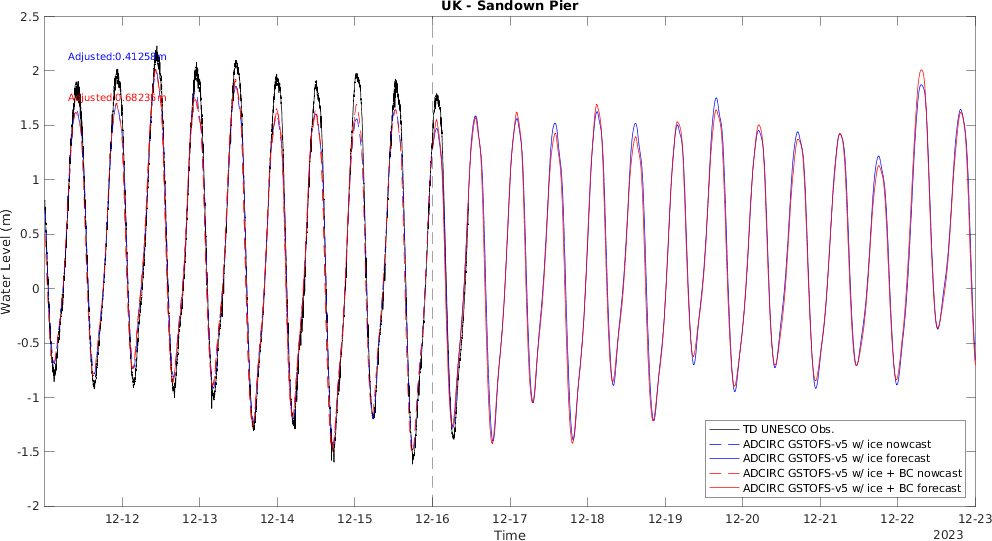 UK - Sandown Pier
2.5
2
1.5
1
0.5
0
-0.5
-1
-1.5
-2
Water Level (m)
Adjusted:0.41258m
Adjusted:0.68235m
TD UNESCO Obs.
ADCIRC GSTOFS-v5 w/ ice nowcast
ADCIRC GSTOFS-v5 w/ ice forecast
ADCIRC GSTOFS-v5 w/ ice + BC nowcast
ADCIRC GSTOFS-v5 w/ ice + BC forecast
12-12 12-13 12-14 12-15 12-16 12-17 12-18 12-19 12-20 12-21 12-22 12-23
Time
2023